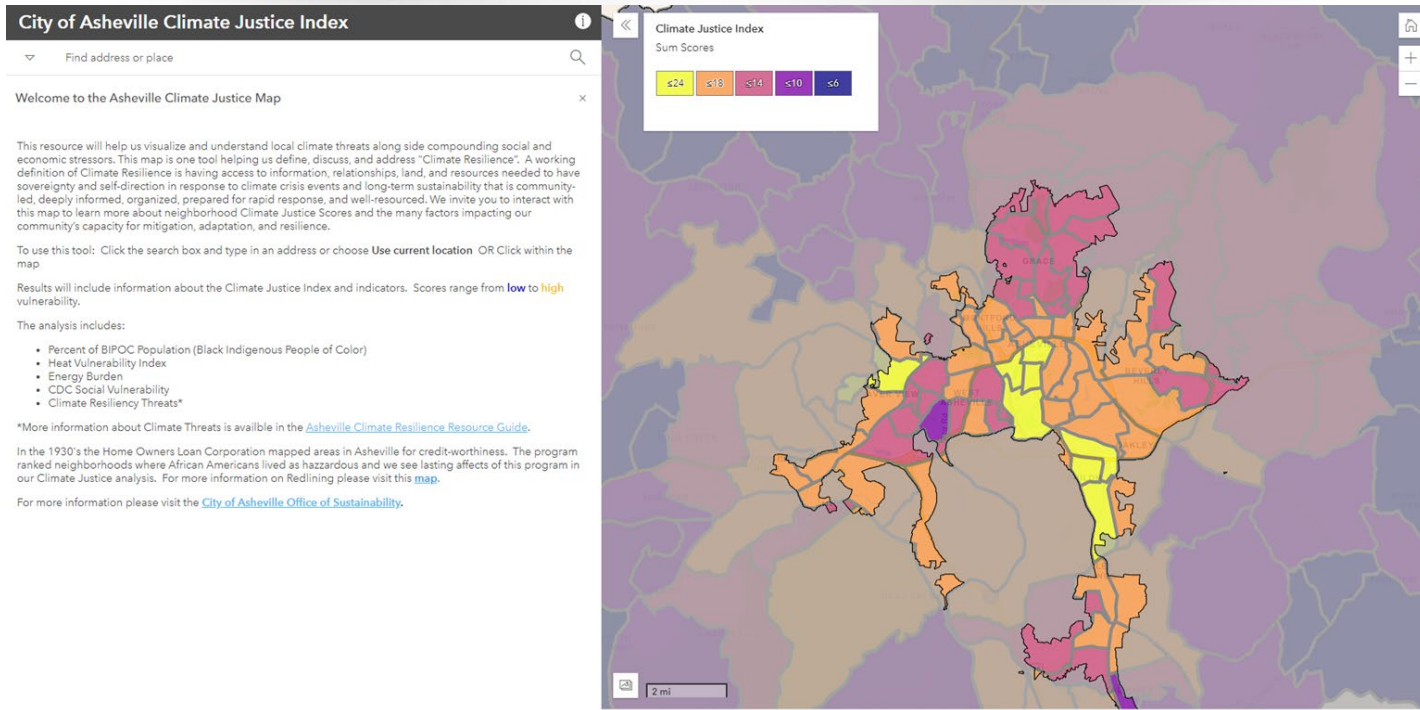 City of Asheville Climate Justice Index
Find address or place
Welcome to the Asheville Climate Justice Map
This resource will help us visualize and understand local climate threats along side compounding social and
economic stressors. This map is one tool helping us define, discuss, and address “Climate Resilience”. A working
definition of Climate Resilience is having access to information, relationships, land, and resources needed to have
sovereignty and self-direction in response to climate crisis events and long-term sustainability that is community-
led, deeply informed, organized, prepared for rapid response, and well-resourced. We invite you to interact with
this map to learn more about neighborhood Climate Justice Scores and the many factors impacting our
community's capacity for mitigation, adaptation, and resilience.
To use this tool: Click the search box and type in an address or choose Use current location OR Click within the
map
Results will include information about the Climate Justice Index and indicators. Scores range from low to high
vulnerability.
The analysis includes:
• Percent of BIPOC Population (Black Indigenous People of Color)
• Heat Vulnerability Index
• Energy Burden
• CDC Social Vulnerability
• Climate Resiliency Threats*
*More information about Climate Threats is availble in the Asheville Climate Resilience Resource Guide.
In the 1930's the Home Owners Loan Corporation mapped areas in Asheville for credit-worthiness. The program
ranked neighborhoods where African Americans lived as hazzardous and we see lasting affects of this program in
our Climate Justice analysis. For more information on Redlining please visit this map.
For more information please visit the City of Asheville Office of Sustainability.
Climate Justice Index
Sum Scores
≤24 ≤18 ≤14 ≤10 ≤6
GRACE
WEST
ASHEVILLE
BEVERLY
HILLS
OAKLEY
2 mi